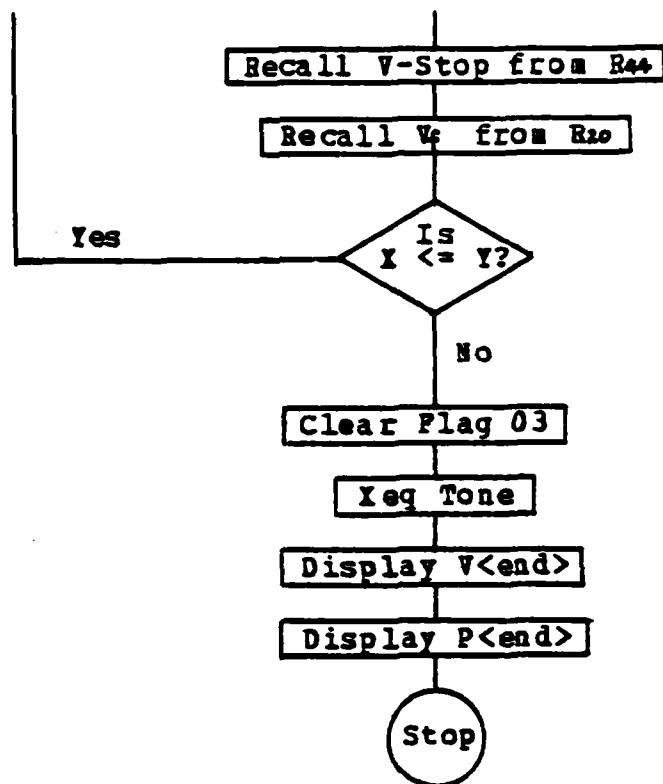 Recall V-Stop from R44
Recall Vc from R20
Yes
Is
X <= Y?
No
Clear Flag 03
Xeq Tone
Display V<end>
Display P<end>
Stop